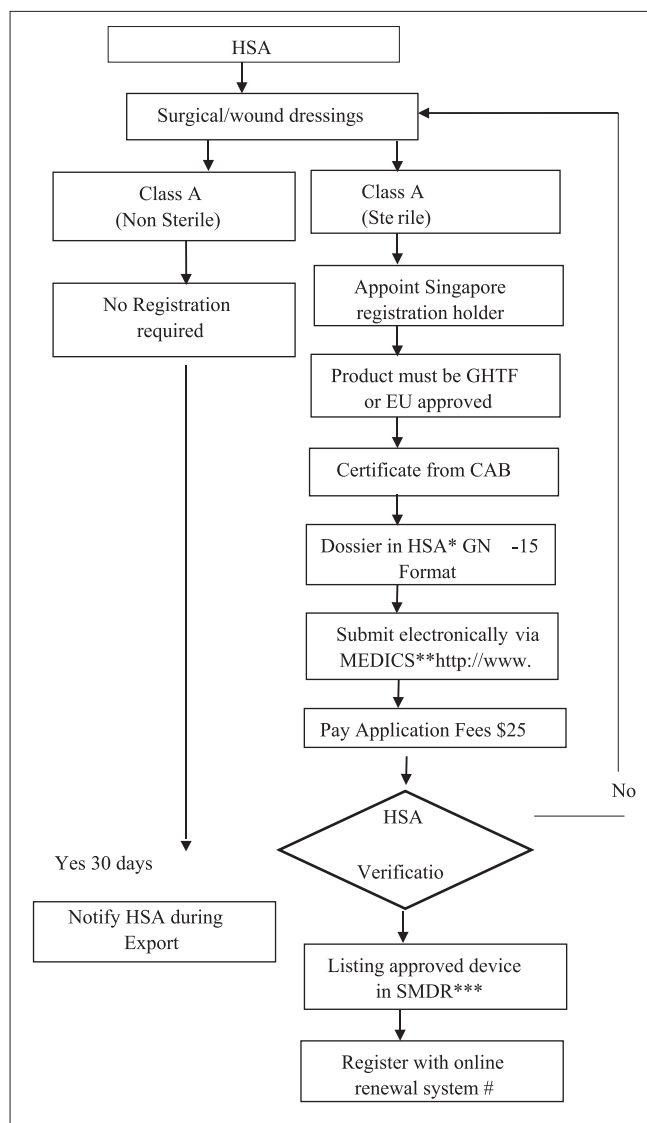 HSA
Surgical/wound dressings
Class A
(Non Sterile)
Class A
(Ste rile)
No Registration
required
Appoint Singapore
registration holder
Product must be GHTF
or EU approved
Certificate from CAB
Dossier in HSA* GN -15
Format
Submit electronically via
MEDICS**http://www.
Pay Application Fees $25
No
HSA
Verificatio
Yes 30 days
Notify HSA during
Export
Listing approved device
in SMDR***
Register with online
renewal system #